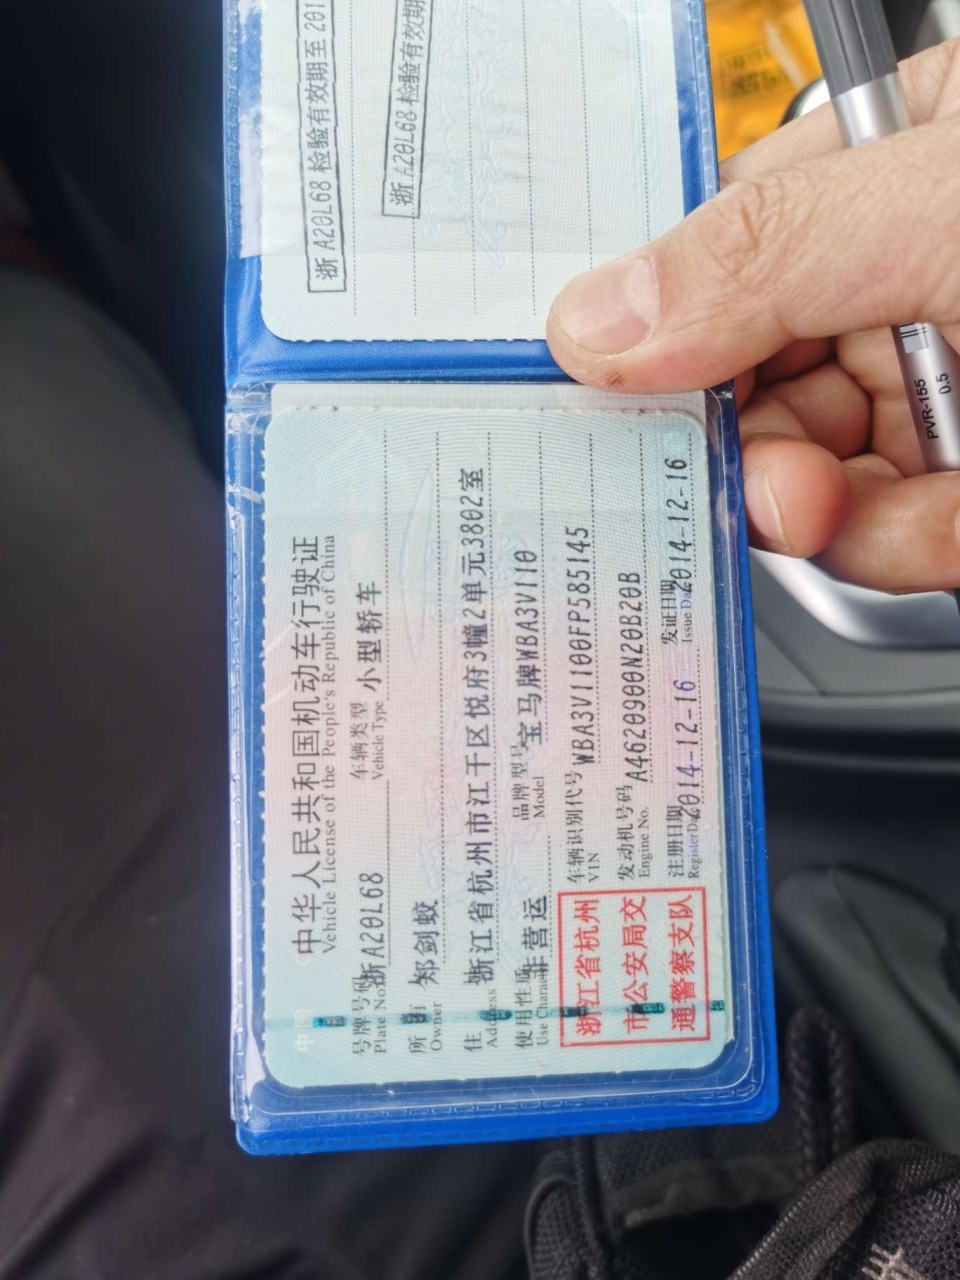 浙A20L68 检验有效期至 201
浙A20L68 检验有效期
中华人民共和国机动车行驶证
Vehicle License of the People's Republic of China
号牌号码 浙A20L68 车辆类型 小型轿车
Plate No. Vehicle Type
所有 郑剑蛟
Owner
住 浙江省杭州市江干区悦府3幢2单元3802室
Address
使用性质 非营运 品牌型号 宝马牌WBA3V110
Use Charac Model
浙江省杭州
市公安局交
通警察支队
车辆识别代号 WBA3V1100FP585145
VIN
发动机号码 A4620900N20B20B
Engine No.
注册日期 2014-12-16 发证日期 2014-12-16
Register Da Issue Da
PVR-155
0.5